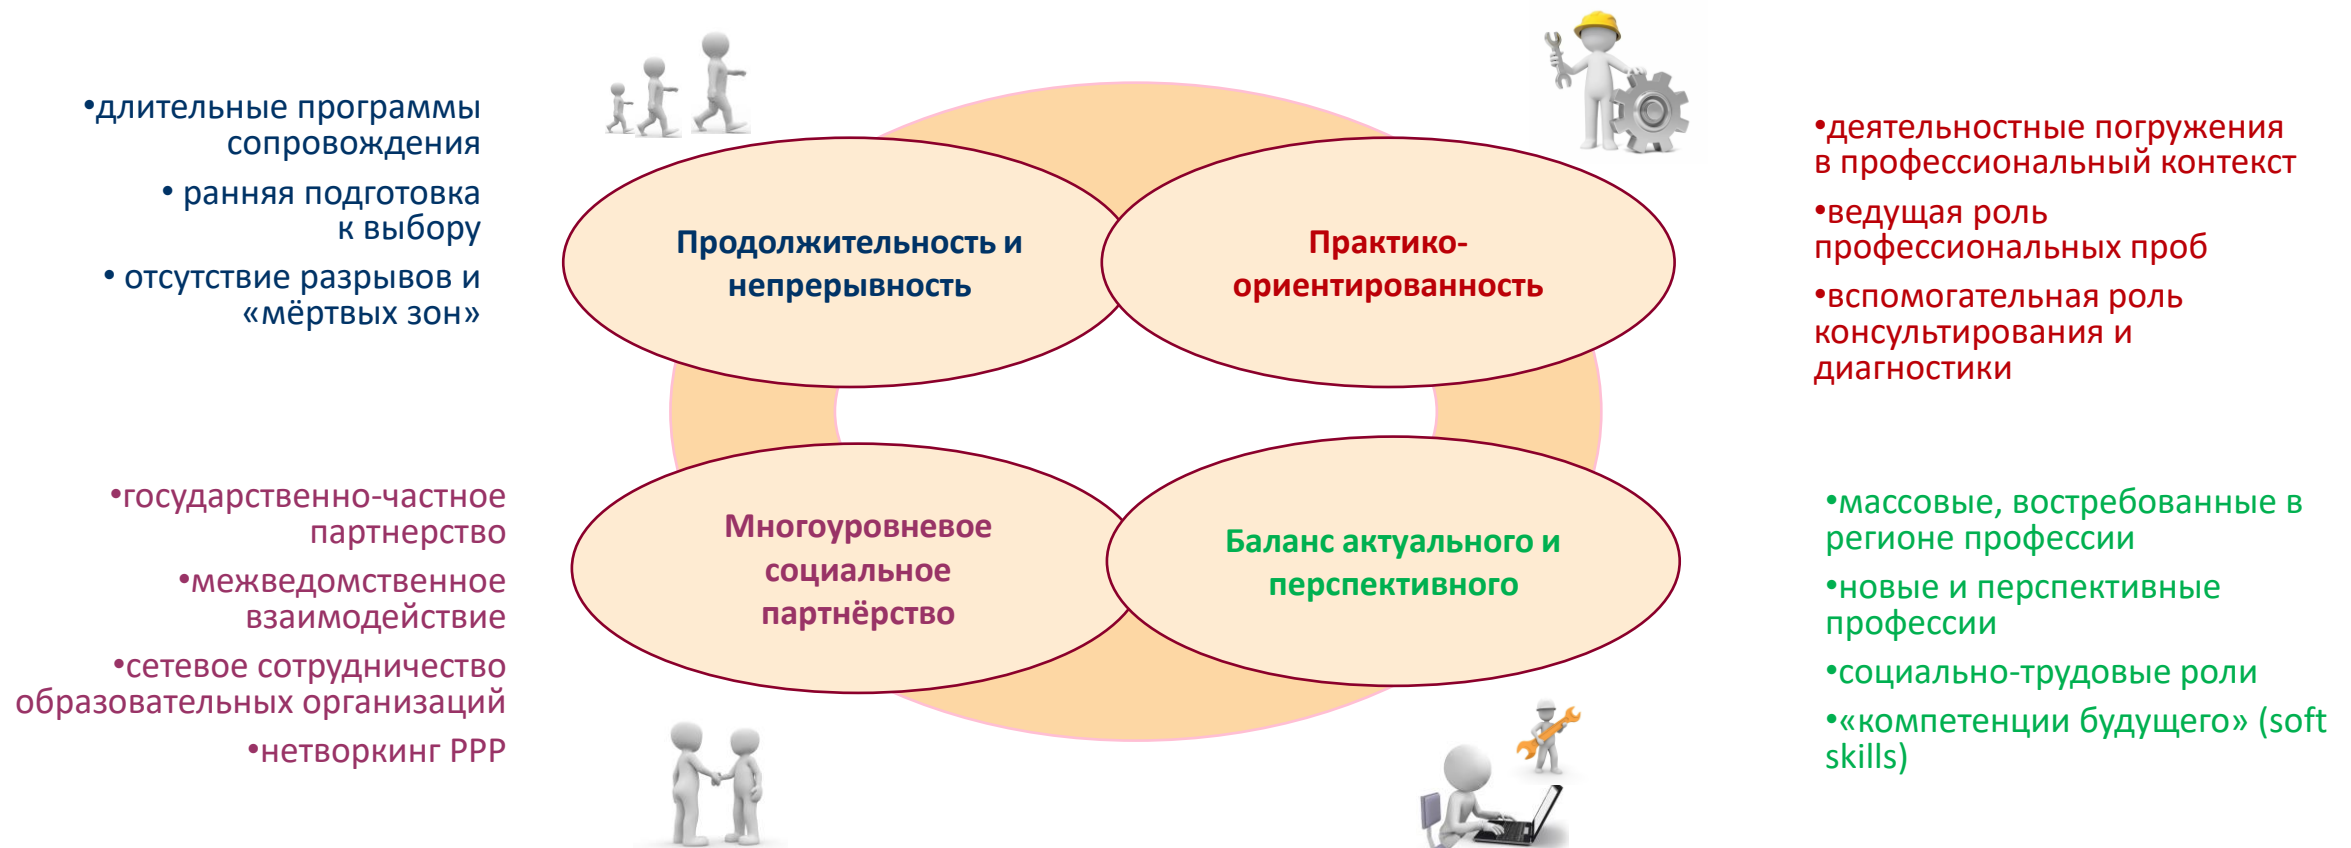 •длительные программы
сопровождения
• ранняя подготовка
к выбору
• отсутствие разрывов и
«мёртвых зон»
Продолжительность и
непрерывность
Практико-
ориентированность
•деятельностные погружения
в профессиональный контекст
•ведущая роль
профессиональных проб
•вспомогательная роль
консультирования и
диагностики
•государственно-частное
партнерство
•межведомственное
взаимодействие
•сетевое сотрудничество
образовательных организаций
•нетворкинг РРР
Многоуровневое
социальное
партнёрство
Баланс актуального и
перспективного
•массовые, востребованные в
регионе профессии
•новые и перспективные
профессии
•социально-трудовые роли
•«компетенции будущего» (soft
skills)